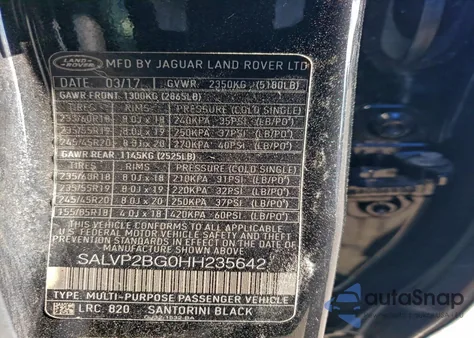 LAND ROVER
MFD BY JAGUAR LAND ROVER LTD
DATE 03/17 GVWR 2350KG (5180LB)
GAWR FRONT 1300KG (2865LB)
TIRES RIMS PRESSURE (COLD SINGLE)
235/60R18 8.0J x 18 240KPA 35PSI (LB/PO²)
235/55R19 8.0J x 19 250KPA 37PSI (LB/PO²)
245/45R20 8.0J x 20 270KPA 40PSI (LB/PO²)
GAWR REAR 1145KG (2525LB)
TIRES RIMS PRESSURE (COLD SINGLE)
235/60R18 8.0J x 18 210KPA 31PSI (LB/PO²)
235/55R19 8.0J x 19 220KPA 32PSI (LB/PO²)
245/45R20 8.0J x 20 250KPA 37PSI (LB/PO²)
155/85R18 4.0J x 18 420KPA 60PSI (LB/PO²)
THIS VEHICLE CONFORMS TO ALL APPLICABLE
U.S. FEDERAL MOTOR VEHICLE SAFETY AND THEFT
PREVENTION STANDARDS IN EFFECT ON THE DATE
OF MANUFACTURE SHOWN ABOVE.
SALVP2BG0HH235642
TYPE: MULTI-PURPOSE PASSENGER VEHICLE
LRC 820 SANTORINI BLACK
autoSnap